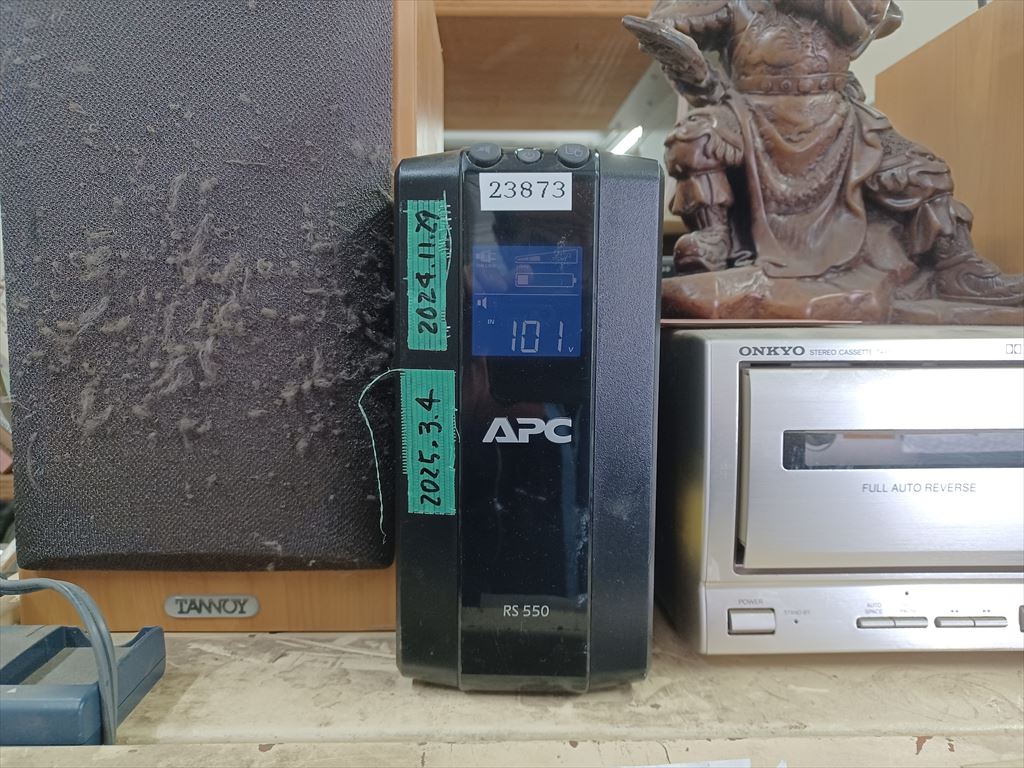 23873
2024.11.29
IN 101 V
2025.3.4
APC
RS 550
TANNOY
ONKYO STEREO CASSETTE
FULL AUTO REVERSE
POWER
STAND-BY
AUTO
SPACE